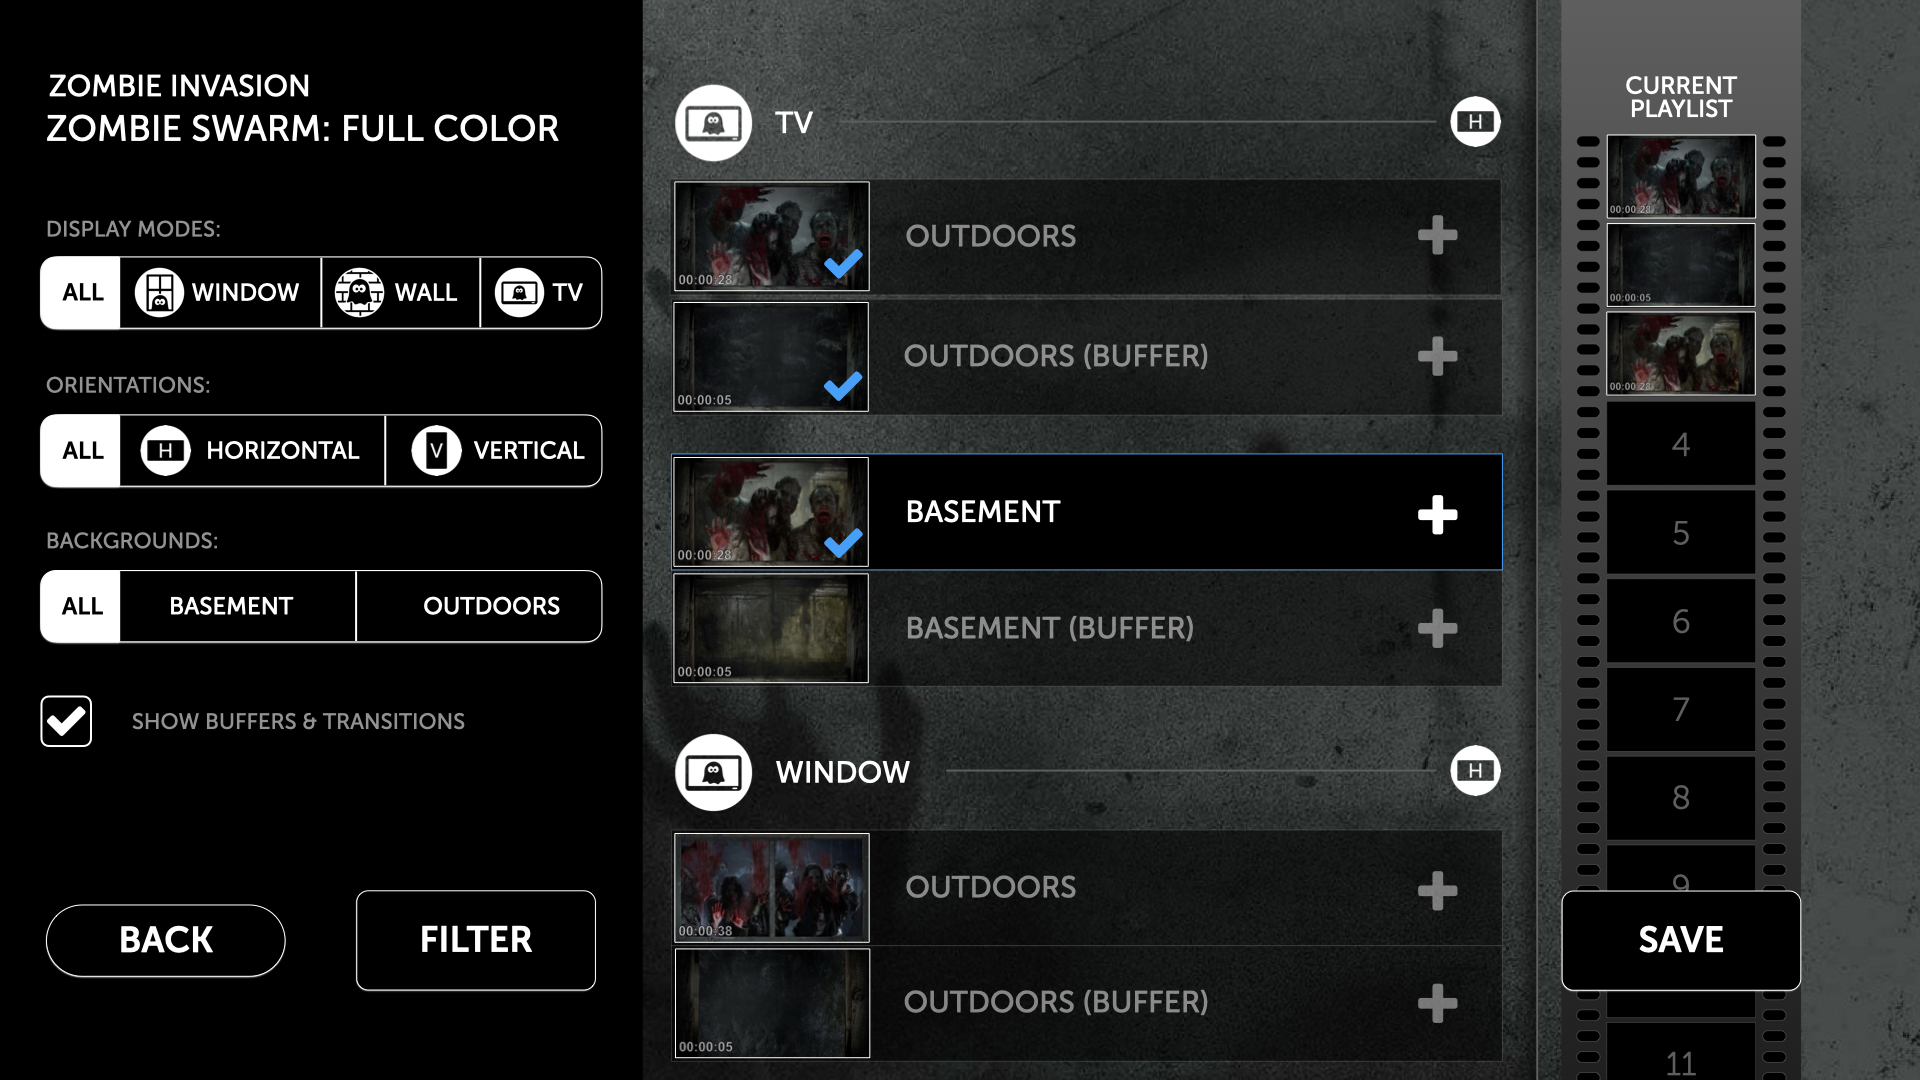 ZOMBIE INVASION
ZOMBIE SWARM: FULL COLOR
DISPLAY MODES:
ALL
WINDOW
WALL
TV
ORIENTATIONS:
ALL
H
HORIZONTAL
V
VERTICAL
BACKGROUNDS:
ALL
BASEMENT
OUTDOORS
SHOW BUFFERS & TRANSITIONS
BACK
FILTER
TV
H
00:00:28
OUTDOORS
00:00:05
OUTDOORS (BUFFER)
00:00:28
BASEMENT
00:00:05
BASEMENT (BUFFER)
WINDOW
H
00:00:38
OUTDOORS
00:00:05
OUTDOORS (BUFFER)
CURRENT
PLAYLIST
00:00:28
00:00:05
00:00:28
4
5
6
7
8
9
SAVE
11